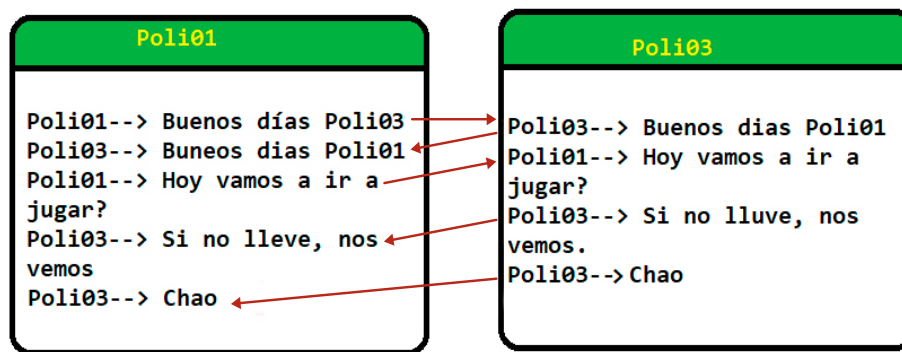 Poli01
Poli01--> Buenos días Poli03
Poli03--> Buneos dias Poli01
Poli01--> Hoy vamos a ir a
jugar?
Poli03--> Si no lleve, nos
vemos
Poli03--> Chao
Poli03
Poli03--> Buenos dias Poli01
Poli01--> Hoy vamos a ir a
jugar?
Poli03--> Si no lluve, nos
vemos.
Poli03--> Chao